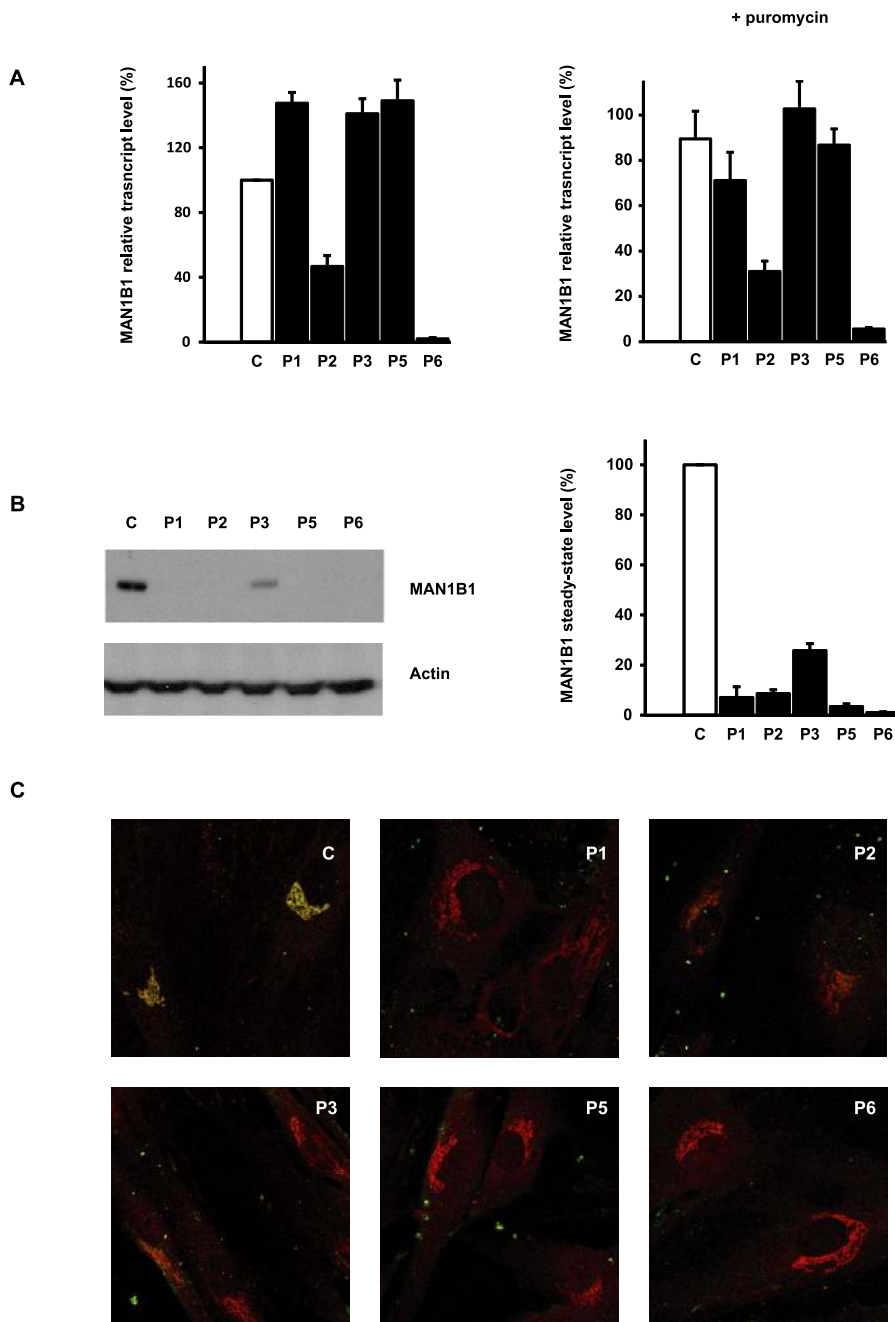 + puromycin
A
MAN1B1 relative trasncript level (%)
160
120
80
40
0
C P1 P2 P3 P5 P6
MAN1B1 relative trasncript level (%)
100
80
60
40
20
0
C P1 P2 P3 P5 P6
B
C P1 P2 P3 P5 P6
MAN1B1
Actin
MAN1B1 steady-state level (%)
100
80
60
40
20
0
C P1 P2 P3 P5 P6
C
C
P1
P2
P3
P5
P6